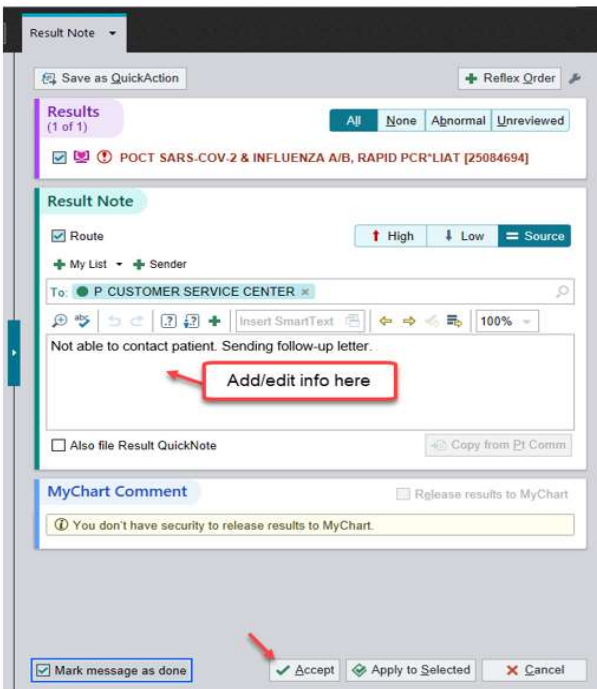 Result Note
Save as QuickAction
Reflex Order
Results
(1 of 1)
All None Abnormal Unreviewed
POCT SARS-COV-2 & INFLUENZA A/B, RAPID PCR*LIAT [25084694]
Result Note
Route
High Low Source
My List Sender
To: P CUSTOMER SERVICE CENTER
abc Insert SmartText 100%
Not able to contact patient. Sending follow-up letter.
Add/edit info here
Also file Result QuickNote
Copy from Pt Comm
MyChart Comment
Release results to MyChart
You don't have security to release results to MyChart.
Mark message as done
Accept Apply to Selected Cancel